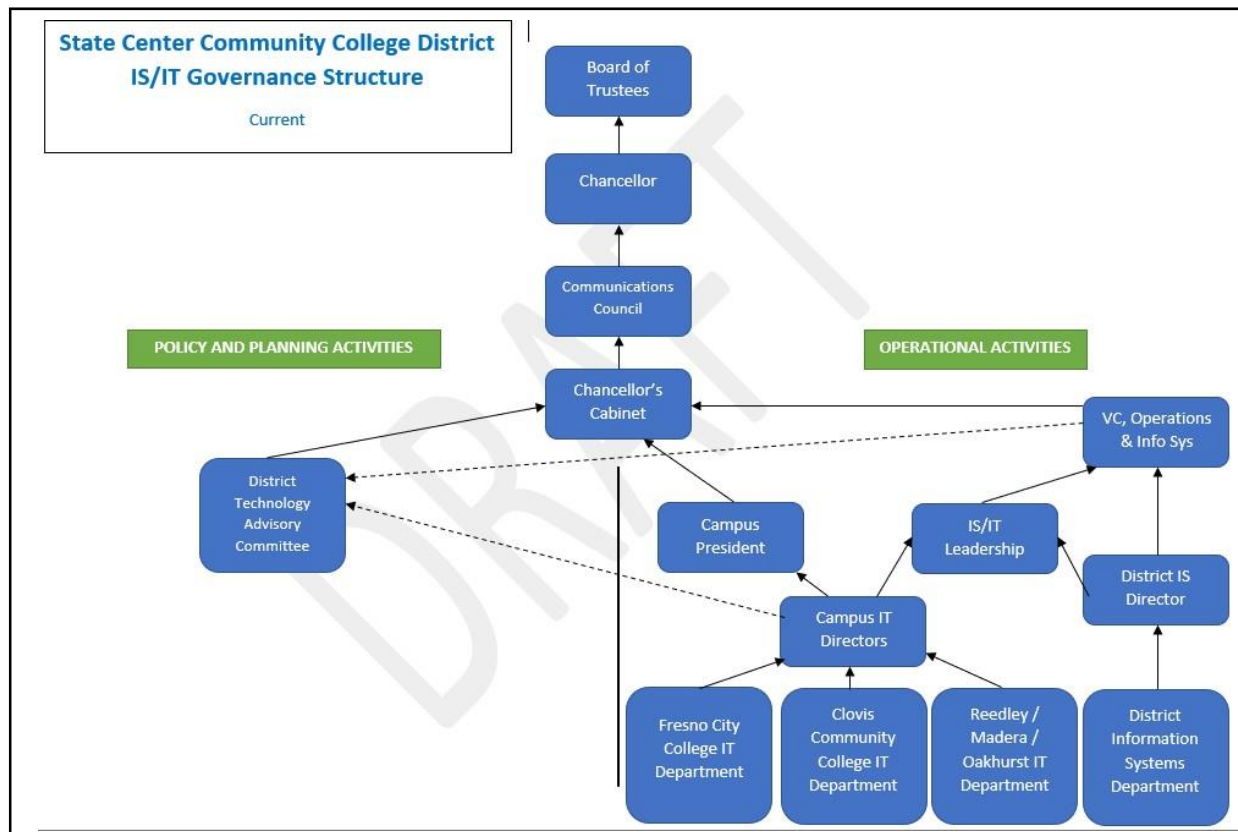 State Center Community College District
IS/IT Governance Structure
Current
Board of
Trustees
Chancellor
Communications
Council
POLICY AND PLANNING ACTIVITIES
OPERATIONAL ACTIVITIES
Chancellor’s
Cabinet
VC, Operations
& Info Sys
District
Technology
Advisory
Committee
Campus
President
IS/IT
Leadership
District IS
Director
Campus IT
Directors
Fresno City
College IT
Department
Clovis
Community
College IT
Department
Reedley /
Madera /
Oakhurst IT
Department
District
Information
Systems
Department
DRAFT